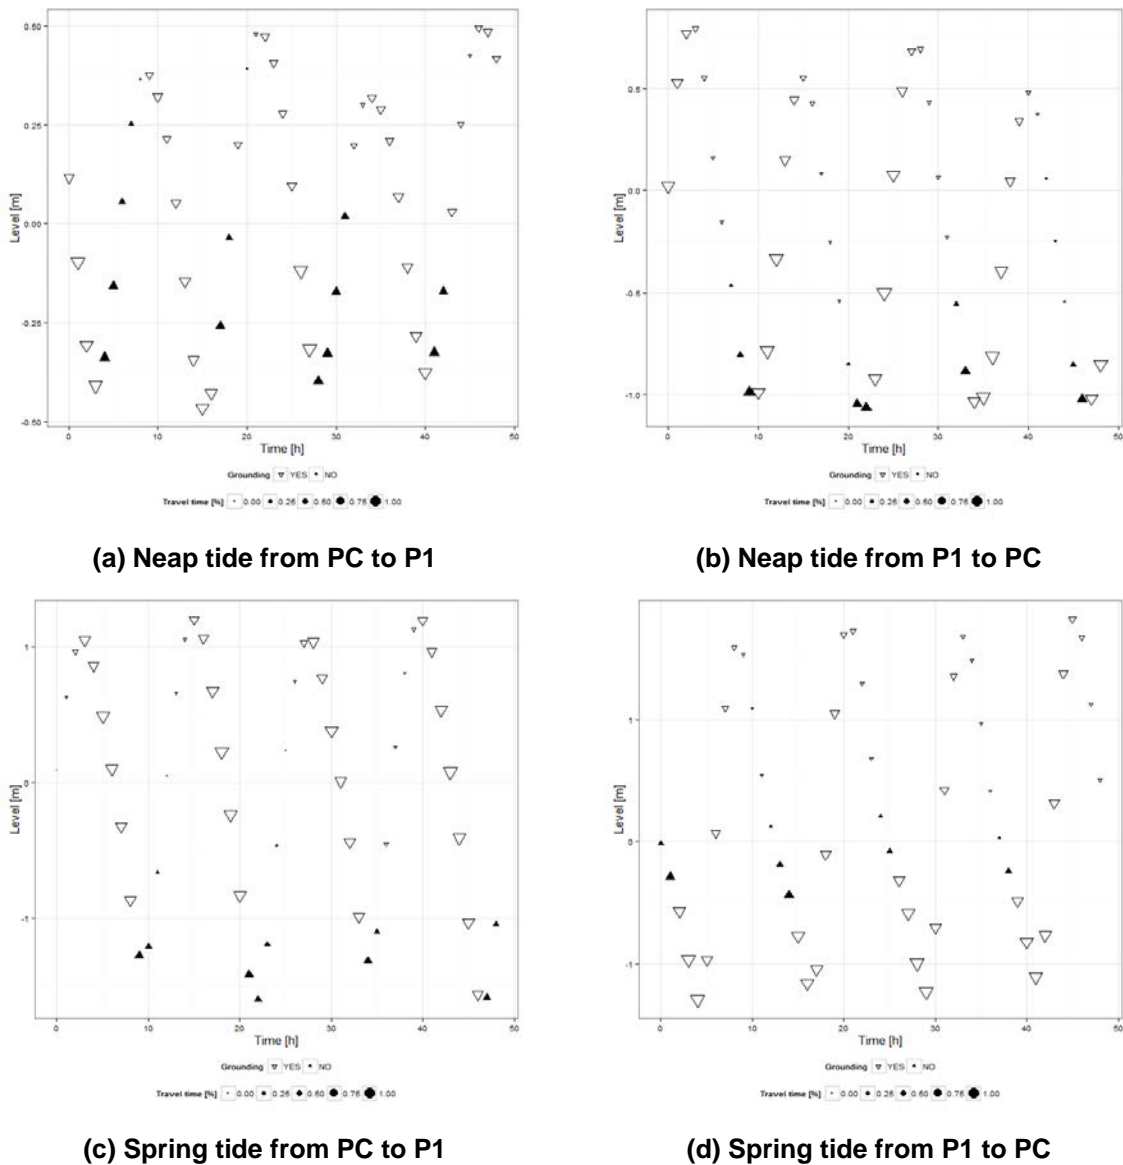 0.50
0.25
0.00
-0.25
-0.50
Level [m]
0 10 20 30 40 50
Time [h]
Grounding YES NO
Travel time [%] 0.00 0.25 0.50 0.75 1.00
(a) Neap tide from PC to P1
0.5
0.0
-0.5
-1.0
Level [m]
0 10 20 30 40 50
Time [h]
Grounding YES NO
Travel time [%] 0.00 0.25 0.50 0.75 1.00
(b) Neap tide from P1 to PC
1
0
-1
Level [m]
0 10 20 30 40 50
Time [h]
Grounding YES NO
Travel time [%] 0.00 0.25 0.50 0.75 1.00
(c) Spring tide from PC to P1
1
0
-1
Level [m]
0 10 20 30 40 50
Time [h]
Grounding YES NO
Travel time [%] 0.00 0.25 0.50 0.75 1.00
(d) Spring tide from P1 to PC